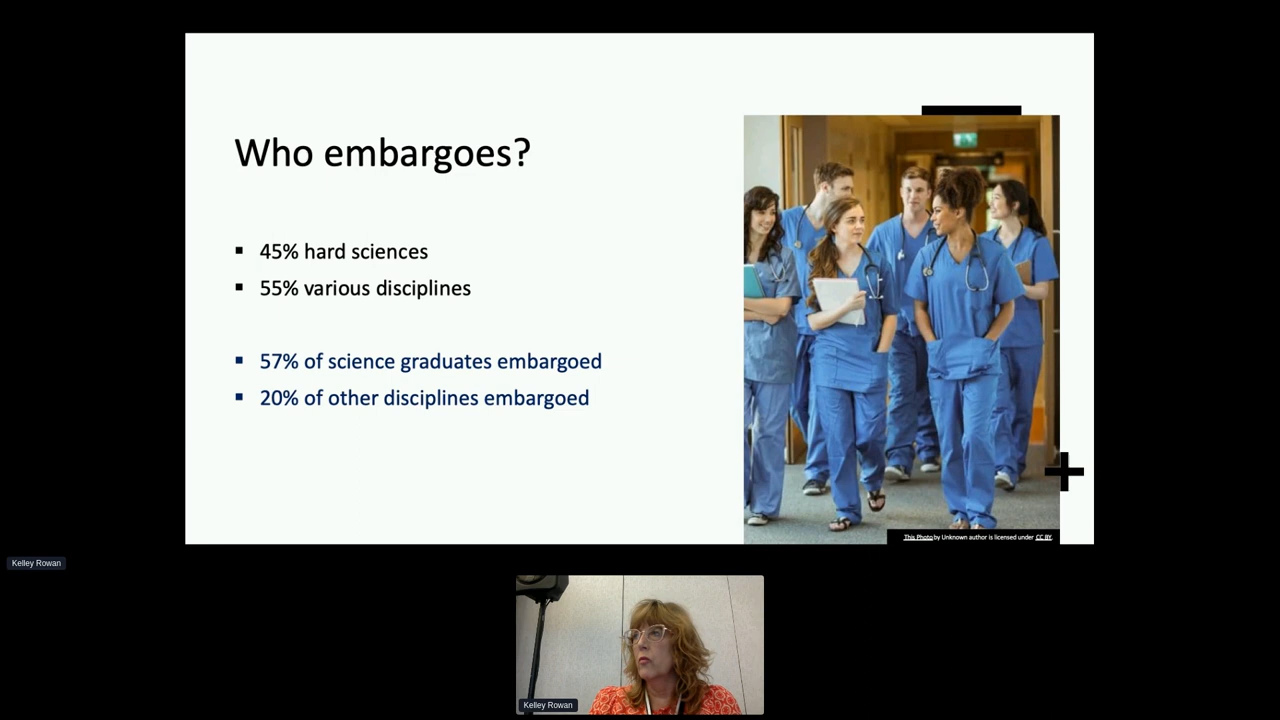 Who embargoes?
45% hard sciences
55% various disciplines
57% of science graduates embargoed
20% of other disciplines embargoed
This Photo by Unknown author is licensed under CC BY.
Kelley Rowan
Kelley Rowan